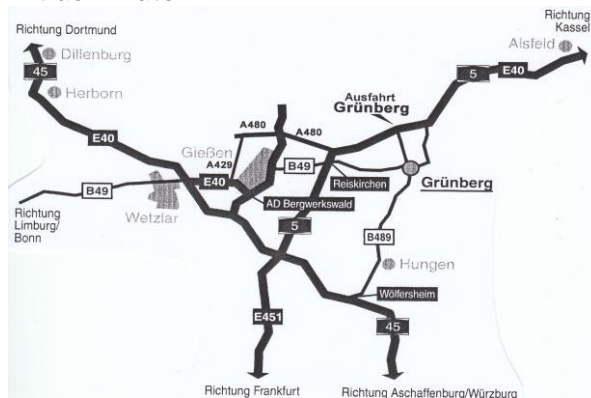 Richtung Dortmund
Dillenburg
45
Herborn
E40
Richtung
Kassel
Alsfeld
5
E40
Ausfahrt
Grünberg
A480
A480
Gießen
A429
B49
Reiskirchen
Grünberg
B49
E40
Wetzlar
AD Bergwerkswald
Richtung
Limburg/
Bonn
5
B489
Hungen
Wölfersheim
E451
45
Richtung Frankfurt
Richtung Aschaffenburg/Würzburg